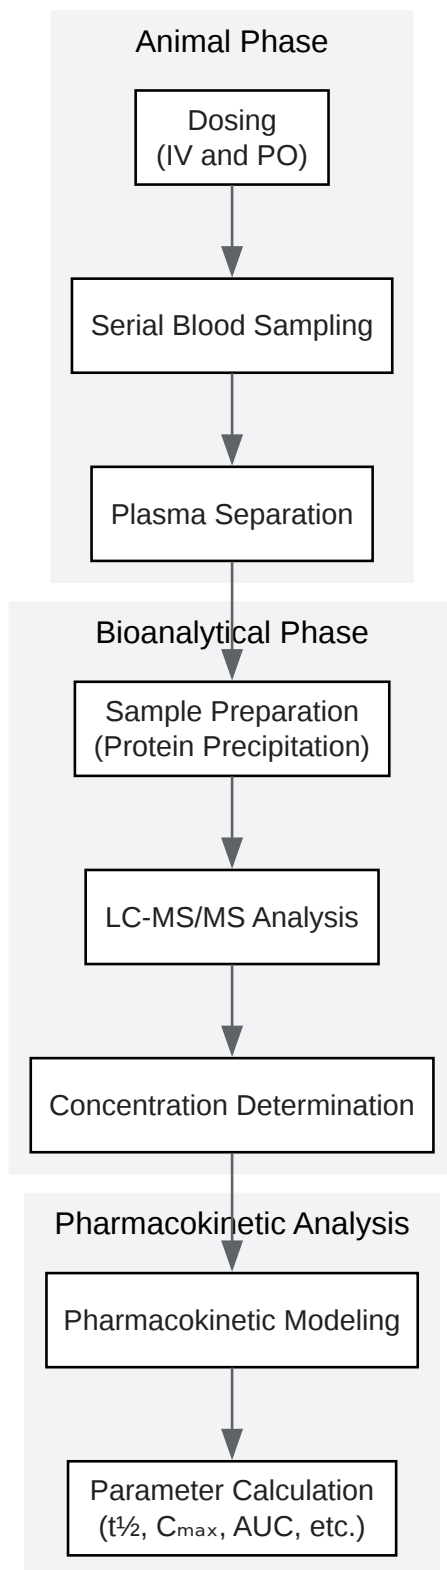 Animal Phase
Dosing
(IV and PO)
Serial Blood Sampling
Plasma Separation
Bioanalytical Phase
Sample Preparation
(Protein Precipitation)
LC-MS/MS Analysis
Concentration Determination
Pharmacokinetic Analysis
Pharmacokinetic Modeling
Parameter Calculation
(t½, Cₘₐₓ, AUC, etc.)